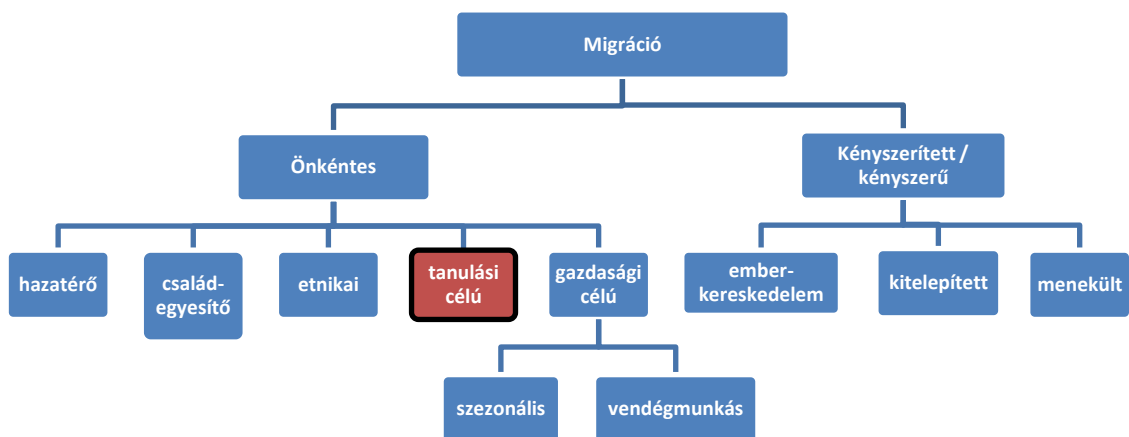 Migráció
Önkéntes
Kényszerített /
kényszerű
hazatérő
család-
egyesítő
etnikai
tanulási
célú
gazdasági
célú
ember-
kereskedelem
kitelepített
menekült
szezonális
vendégmunkás